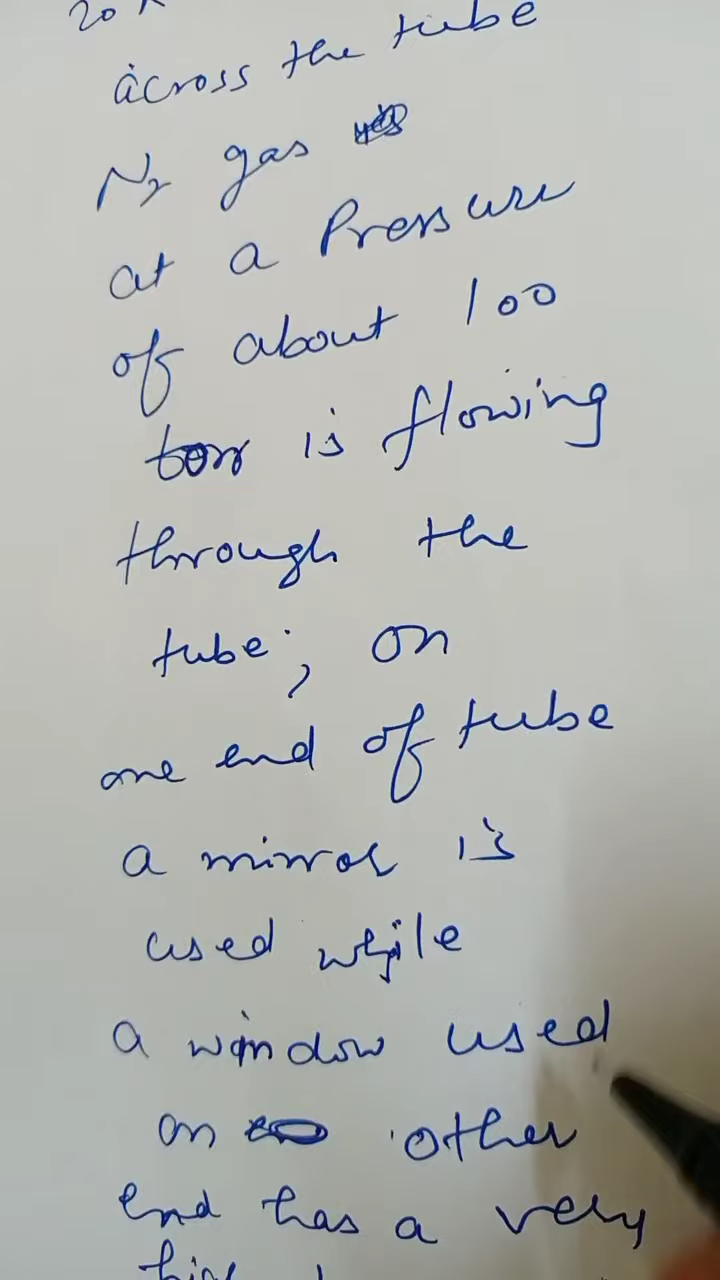 20
across the tube
N2 gas
at a Pressure
of about 100
torr is flowing
through the
tube, on
one end of tube
a mirror is
used while
a window used
on other
end has a very